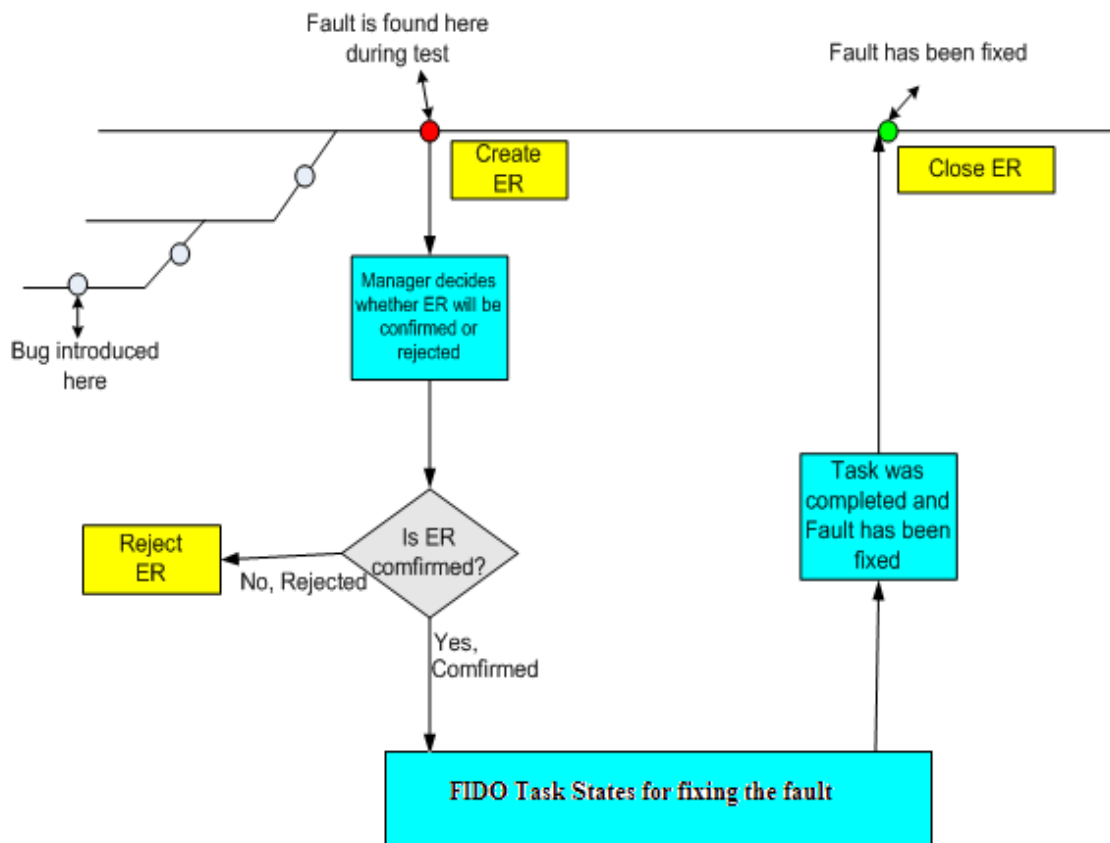 Fault is found here
during test
Fault has been fixed
Create
ER
Close ER
Manager decides
whether ER will be
confirmed or
rejected
Bug introduced
here
Task was
completed and
Fault has been
fixed
Is ER
comfirmed?
Reject
ER
No, Rejected
Yes,
Comfirmed
FIDO Task States for fixing the fault